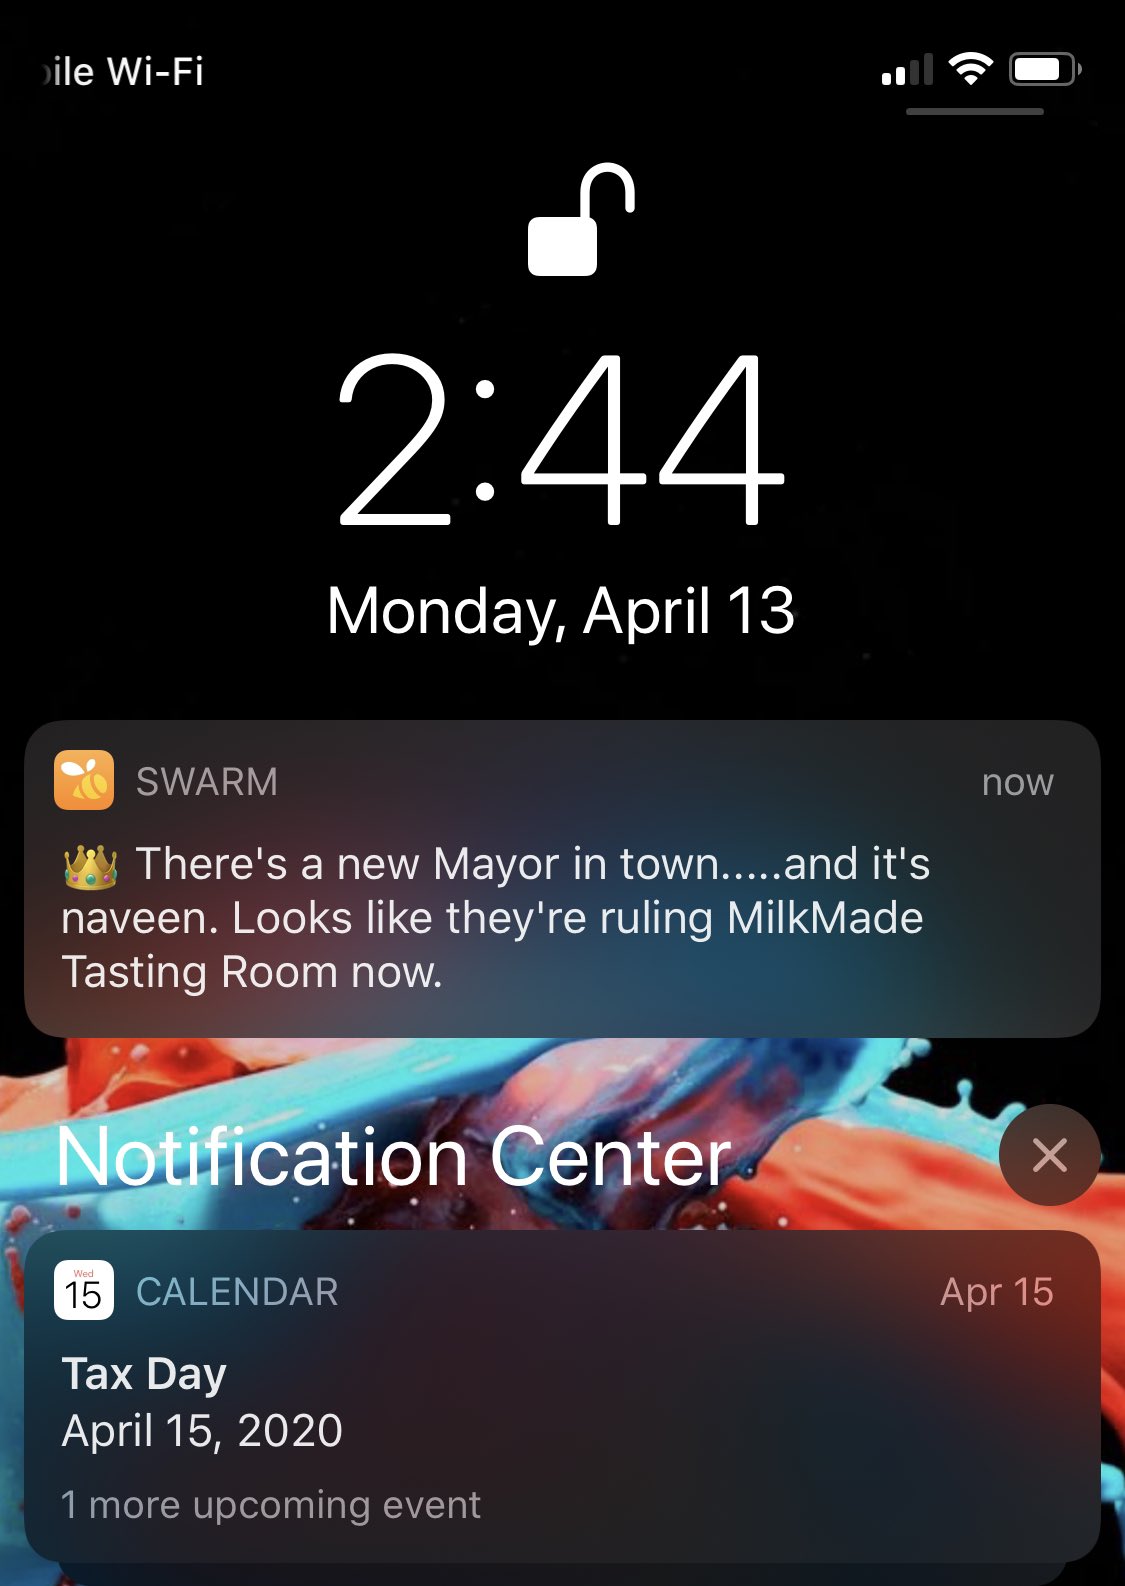 ile Wi-Fi
2:44
Monday, April 13
SWARM now
👑 There's a new Mayor in town.....and it's
naveen. Looks like they're ruling MilkMade
Tasting Room now.
Notification Center
Wed
15
CALENDAR Apr 15
Tax Day
April 15, 2020
1 more upcoming event